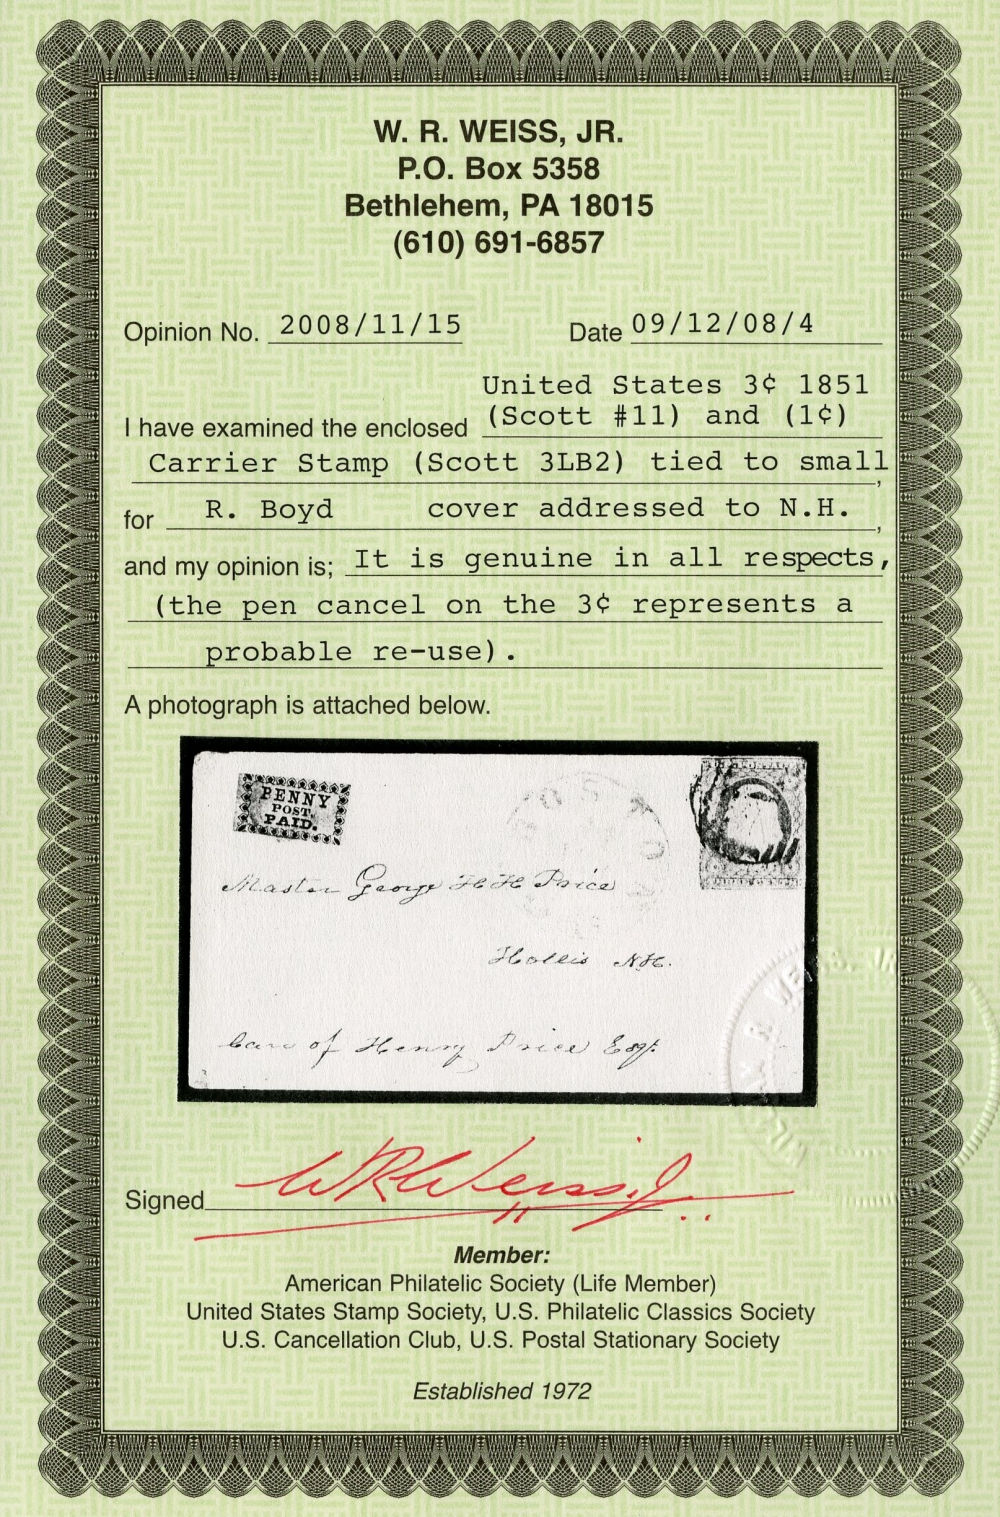 W. R. WEISS, JR.
P.O. Box 5358
Bethlehem, PA 18015
(610) 691-6857
Opinion No. 2008/11/15 Date 09/12/08/4
United States 3¢ 1851
I have examined the enclosed (Scott #11) and (1¢)
Carrier Stamp (Scott 3LB2) tied to small,
for R. Boyd cover addressed to N.H.,
and my opinion is; It is genuine in all respects,
(the pen cancel on the 3¢ represents a
probable re-use).
A photograph is attached below.
PENNY
POST.
PAID.
THREE CENTS
Master George H H Price
Hollis N.H.
Care of Henry Price Esqr.
Signed W R Weiss Jr.
Member:
American Philatelic Society (Life Member)
United States Stamp Society, U.S. Philatelic Classics Society
U.S. Cancellation Club, U.S. Postal Stationary Society
Established 1972